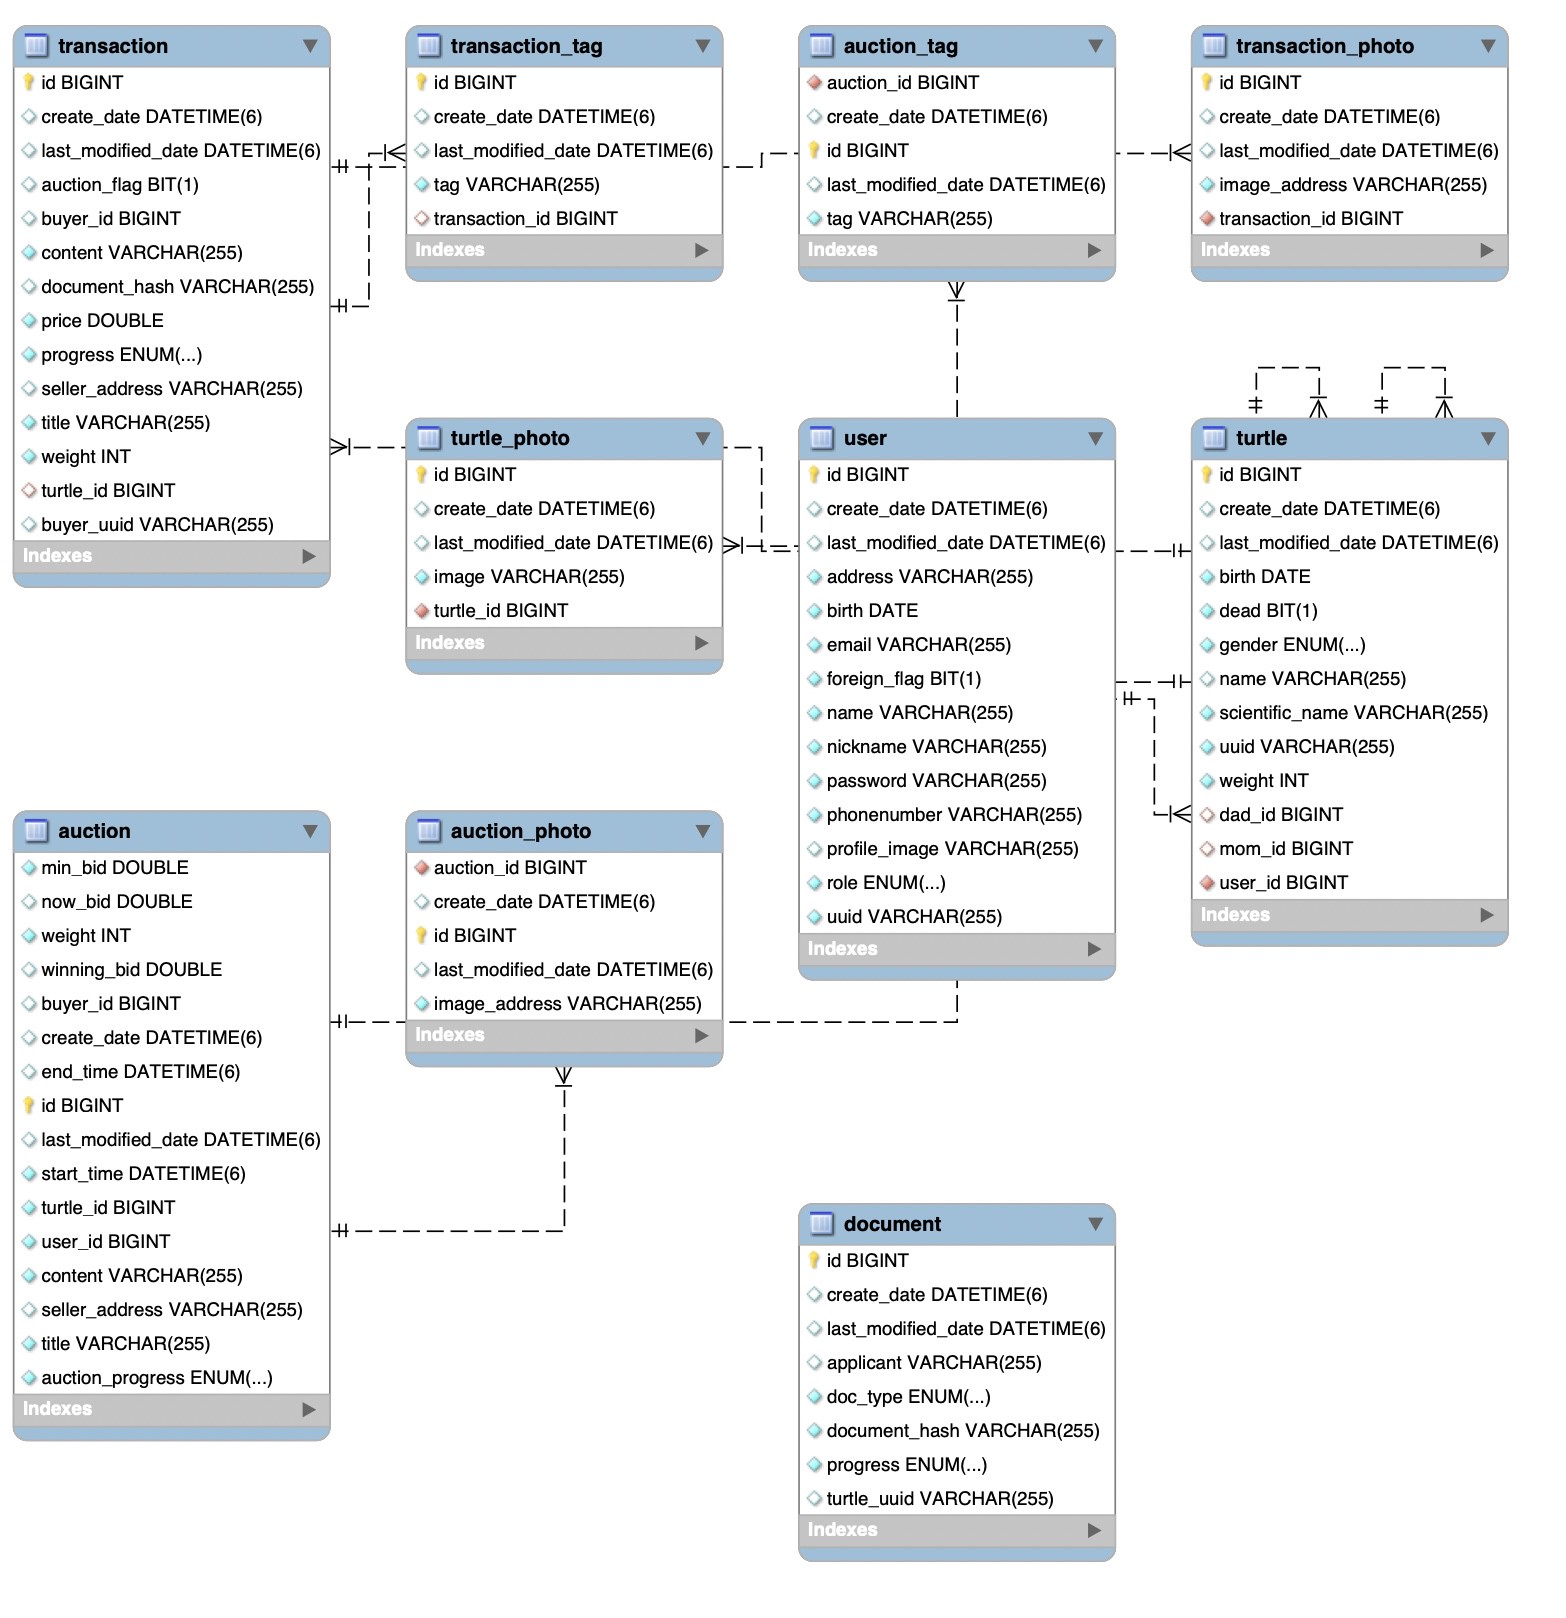 transaction
id BIGINT
create_date DATETIME(6)
last_modified_date DATETIME(6)
auction_flag BIT(1)
buyer_id BIGINT
content VARCHAR(255)
document_hash VARCHAR(255)
price DOUBLE
progress ENUM(...)
seller_address VARCHAR(255)
title VARCHAR(255)
weight INT
turtle_id BIGINT
buyer_uuid VARCHAR(255)
Indexes
transaction_tag
id BIGINT
create_date DATETIME(6)
last_modified_date DATETIME(6)
tag VARCHAR(255)
transaction_id BIGINT
Indexes
auction_tag
auction_id BIGINT
create_date DATETIME(6)
id BIGINT
last_modified_date DATETIME(6)
tag VARCHAR(255)
Indexes
transaction_photo
id BIGINT
create_date DATETIME(6)
last_modified_date DATETIME(6)
image_address VARCHAR(255)
transaction_id BIGINT
Indexes
turtle_photo
id BIGINT
create_date DATETIME(6)
last_modified_date DATETIME(6)
image VARCHAR(255)
turtle_id BIGINT
Indexes
user
id BIGINT
create_date DATETIME(6)
last_modified_date DATETIME(6)
address VARCHAR(255)
birth DATE
email VARCHAR(255)
foreign_flag BIT(1)
name VARCHAR(255)
nickname VARCHAR(255)
password VARCHAR(255)
phonenumber VARCHAR(255)
profile_image VARCHAR(255)
role ENUM(...)
uuid VARCHAR(255)
Indexes
turtle
id BIGINT
create_date DATETIME(6)
last_modified_date DATETIME(6)
birth DATE
dead BIT(1)
gender ENUM(...)
name VARCHAR(255)
scientific_name VARCHAR(255)
uuid VARCHAR(255)
weight INT
dad_id BIGINT
mom_id BIGINT
user_id BIGINT
Indexes
auction
min_bid DOUBLE
now_bid DOUBLE
weight INT
winning_bid DOUBLE
buyer_id BIGINT
create_date DATETIME(6)
end_time DATETIME(6)
id BIGINT
last_modified_date DATETIME(6)
start_time DATETIME(6)
turtle_id BIGINT
user_id BIGINT
content VARCHAR(255)
seller_address VARCHAR(255)
title VARCHAR(255)
auction_progress ENUM(...)
Indexes
auction_photo
auction_id BIGINT
create_date DATETIME(6)
id BIGINT
last_modified_date DATETIME(6)
image_address VARCHAR(255)
Indexes
document
id BIGINT
create_date DATETIME(6)
last_modified_date DATETIME(6)
applicant VARCHAR(255)
doc_type ENUM(...)
document_hash VARCHAR(255)
progress ENUM(...)
turtle_uuid VARCHAR(255)
Indexes